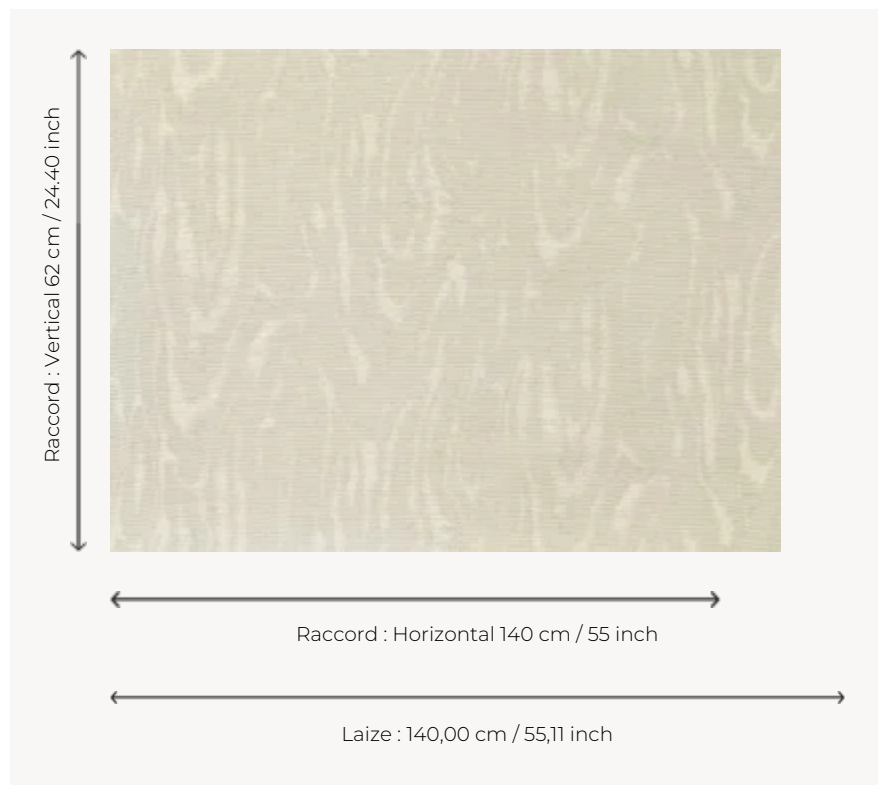 Raccord : Vertical 62 cm / 24.40 inch
Raccord : Horizontal 140 cm / 55 inch
Laize : 140,00 cm / 55,11 inch